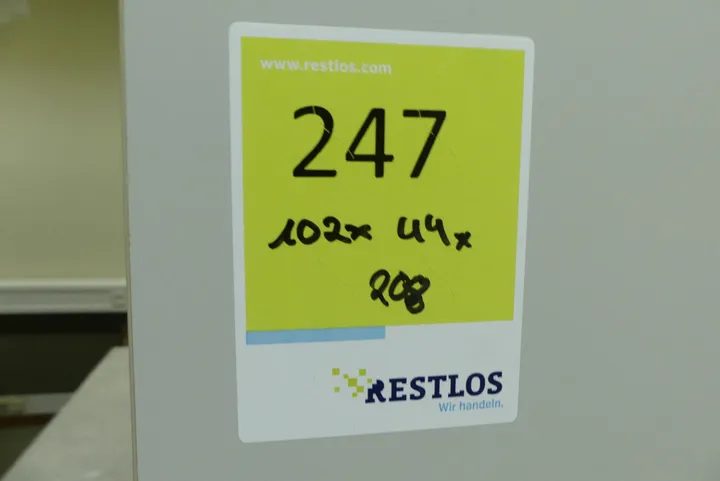 www.restlos.com
247
102x 44x
208
RESTLOS
Wir handeln.